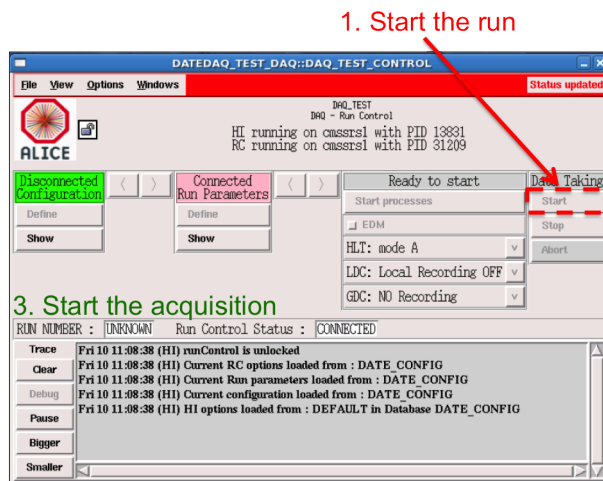 1. Start the run
DATEDAQ_TEST_DAQ::DAQ_TEST_CONTROL
File View Options Windows
Status updated
DAQ_TEST
DAQ - Run Control
HI running on cmssrs1 with PID 13831
RC running on cmssrs1 with PID 31209
ALICE
Disconnected
Configuration
Define
Show
Connected
Run Parameters
Define
Show
Ready to start
Start processes
EDM
HLT: mode A
LDC: Local Recording OFF
GDC: NO Recording
Data Taking
Start
Stop
Abort
3. Start the acquisition
RUN NUMBER : UNKNOWN Run Control Status : CONNECTED
Trace
Clear
Debug
Pause
Bigger
Smaller
Fri 10 11:08:38 (HI) runControl is unlocked
Fri 10 11:08:38 (HI) Current RC options loaded from : DATE_CONFIG
Fri 10 11:08:38 (HI) Current Run parameters loaded from : DATE_CONFIG
Fri 10 11:08:38 (HI) Current configuration loaded from : DATE_CONFIG
Fri 10 11:08:38 (HI) HI options loaded from : DEFAULT in Database DATE_CONFIG